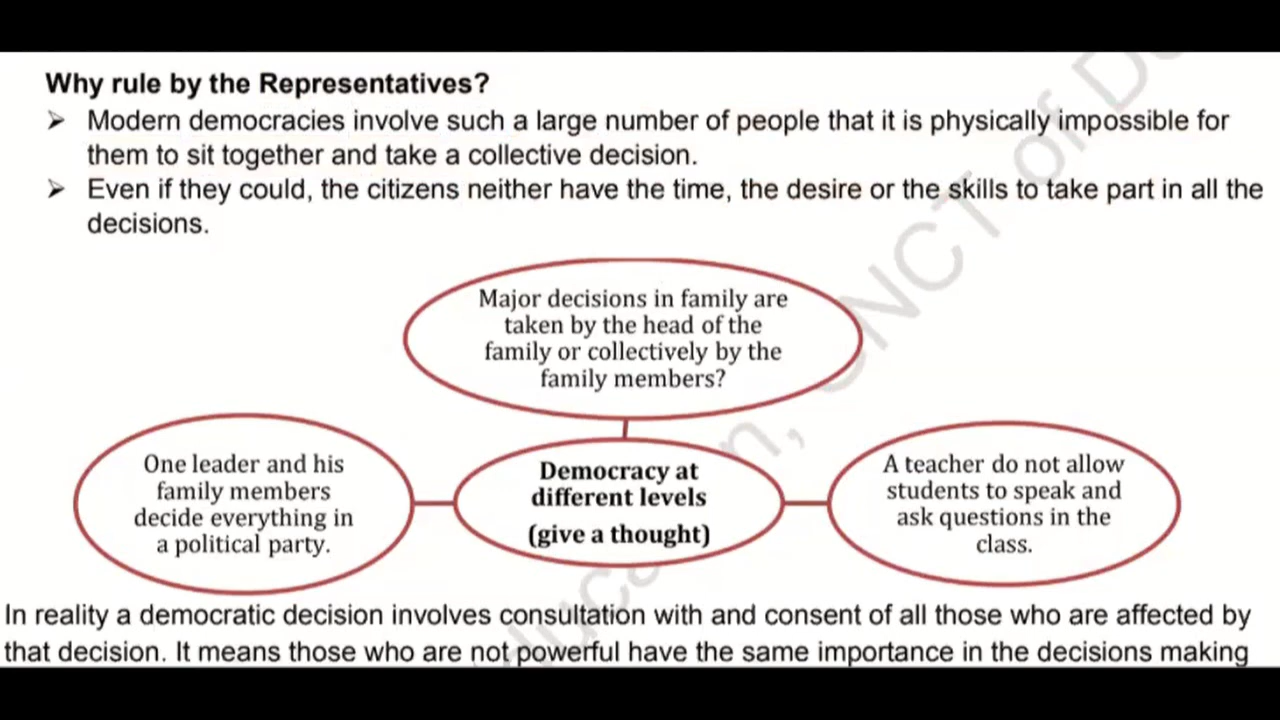 Why rule by the Representatives?
➢ Modern democracies involve such a large number of people that it is physically impossible for
them to sit together and take a collective decision.
➢ Even if they could, the citizens neither have the time, the desire or the skills to take part in all the
decisions.
Major decisions in family are
taken by the head of the
family or collectively by the
family members?
One leader and his
family members
decide everything in
a political party.
Democracy at
different levels
(give a thought)
A teacher do not allow
students to speak and
ask questions in the
class.
In reality a democratic decision involves consultation with and consent of all those who are affected by
that decision. It means those who are not powerful have the same importance in the decisions making